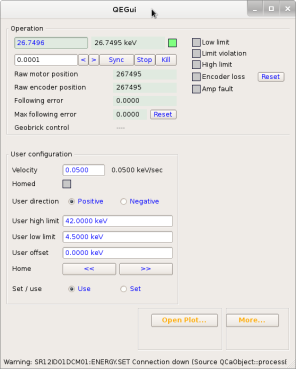 QEGui
Operation
26.7496 26.7495 keV
0.0001 < > Sync Stop Kill
Raw motor position 267495
Raw encoder position 267495
Following error 0.0000
Max following error 0.0000 Reset
Geobrick control ----
Low limit
Limit violation
High limit
Encoder loss Reset
Amp fault
User configuration
Velocity 0.0500 0.0500 keV/sec
Homed
User direction Positive Negative
User high limit 42.0000 keV
User low limit 4.5000 keV
User offset 0.0000 keV
Home << >>
Set / use Use Set
Open Plot... More...
Warning: SR12ID01DCM01:ENERGY.SET Connection down (Source QCaObject::process(